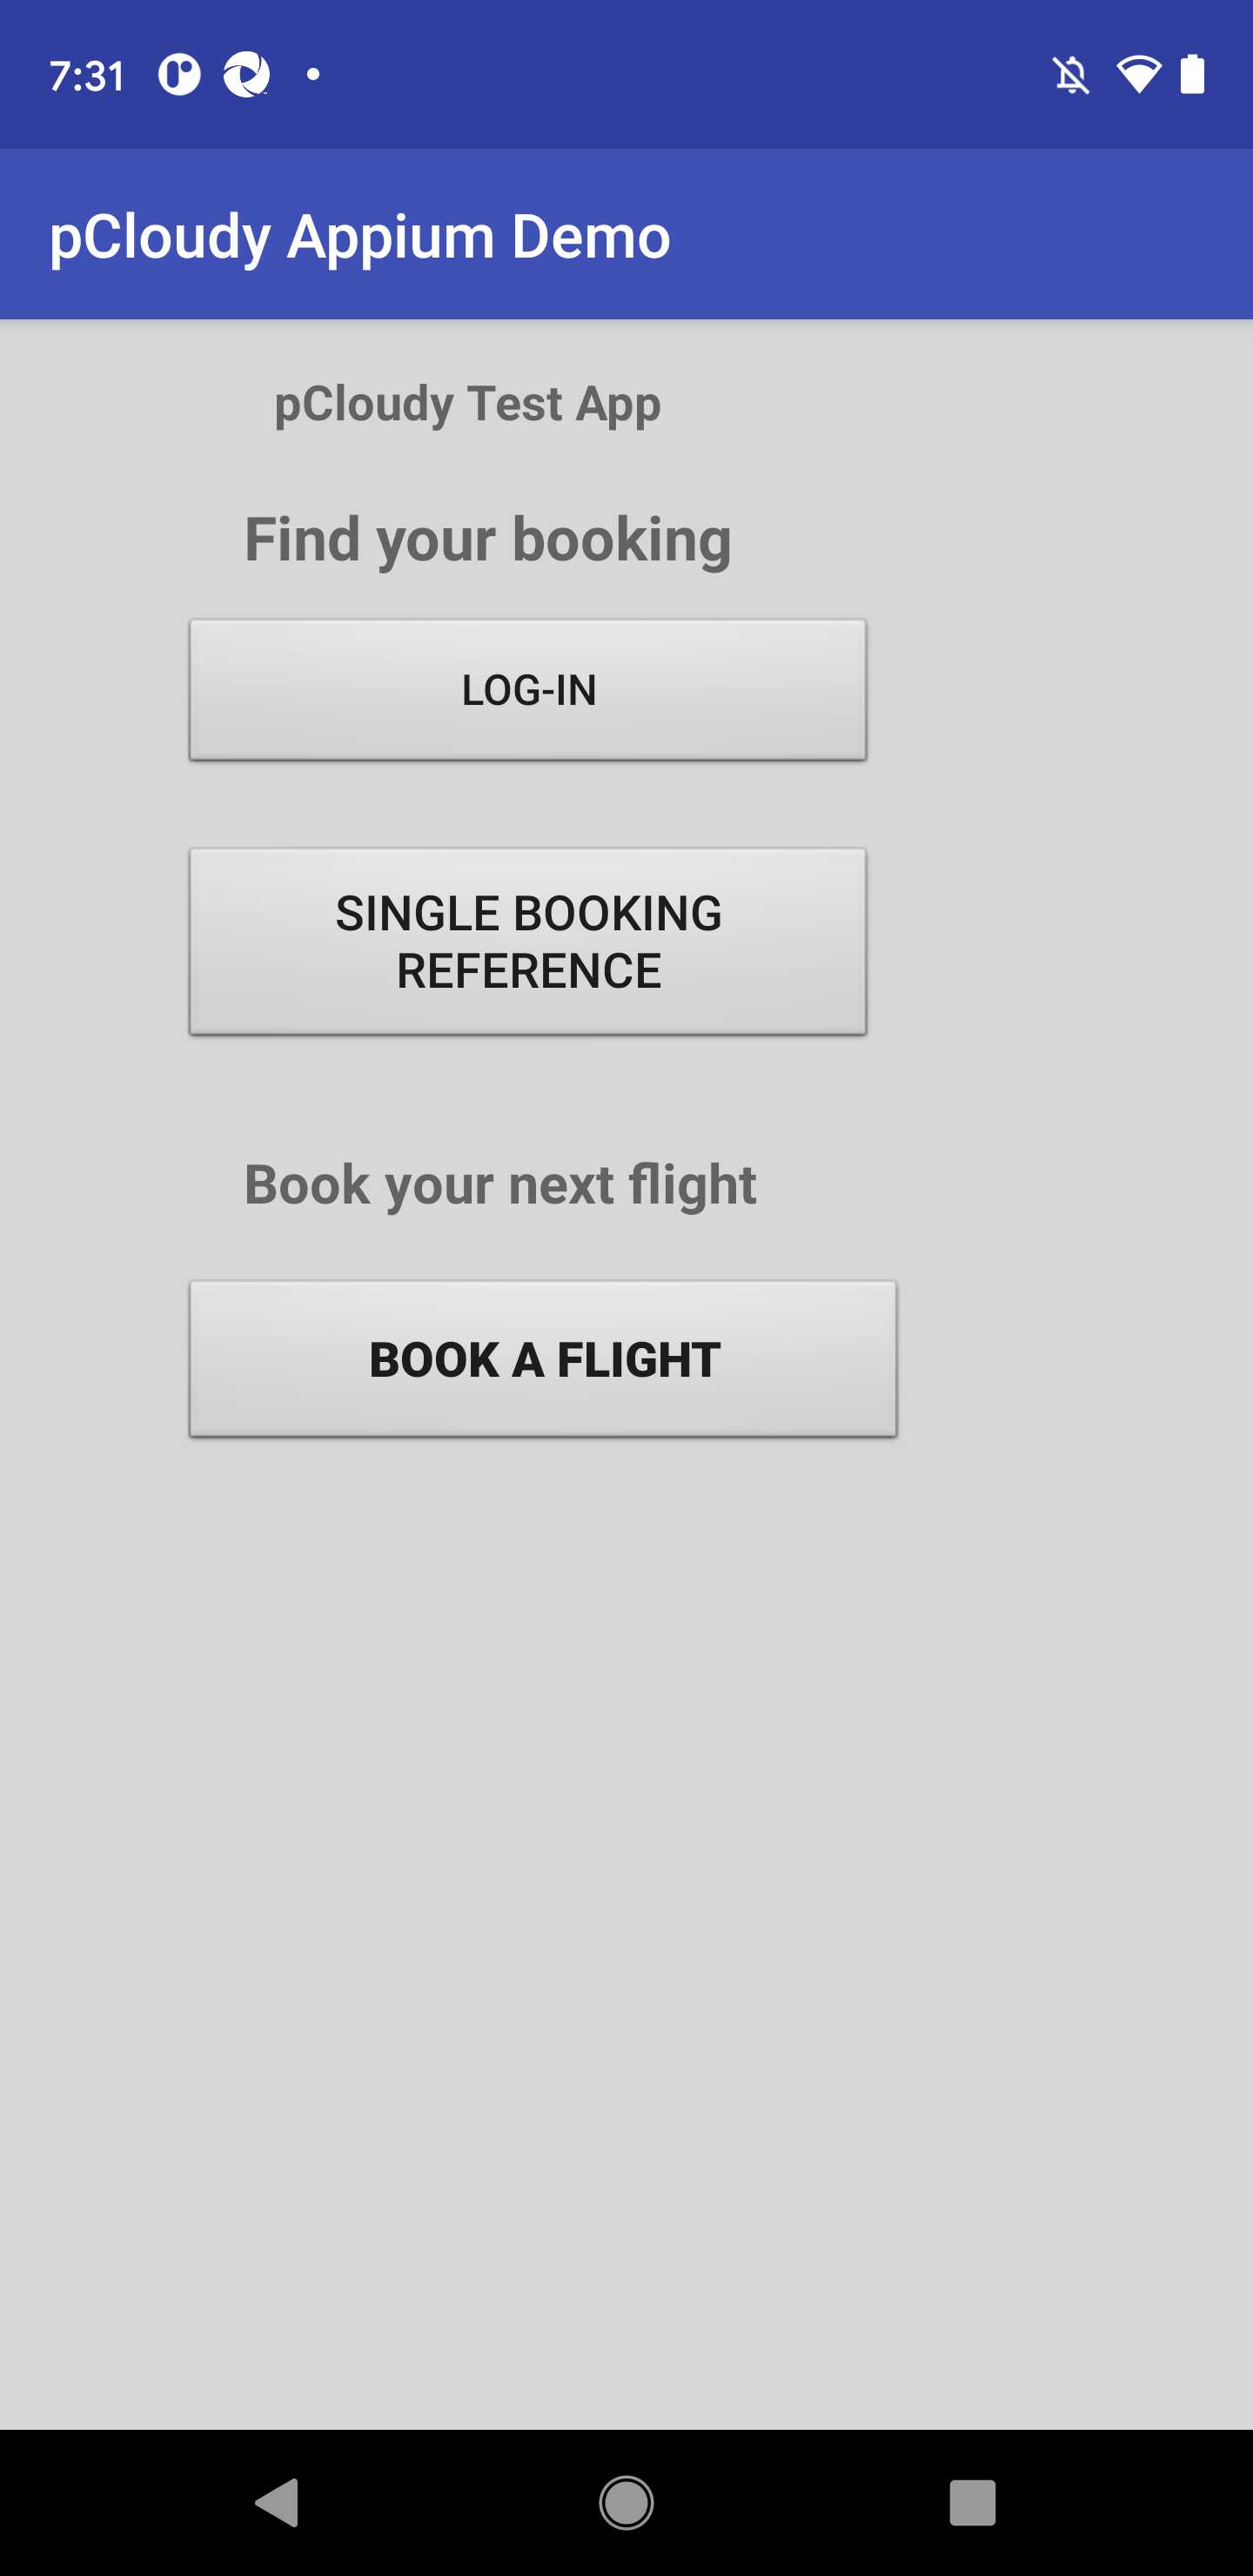 7:31
pCloudy Appium Demo
pCloudy Test App
Find your booking
LOG-IN
SINGLE BOOKING
REFERENCE
Book your next flight
BOOK A FLIGHT